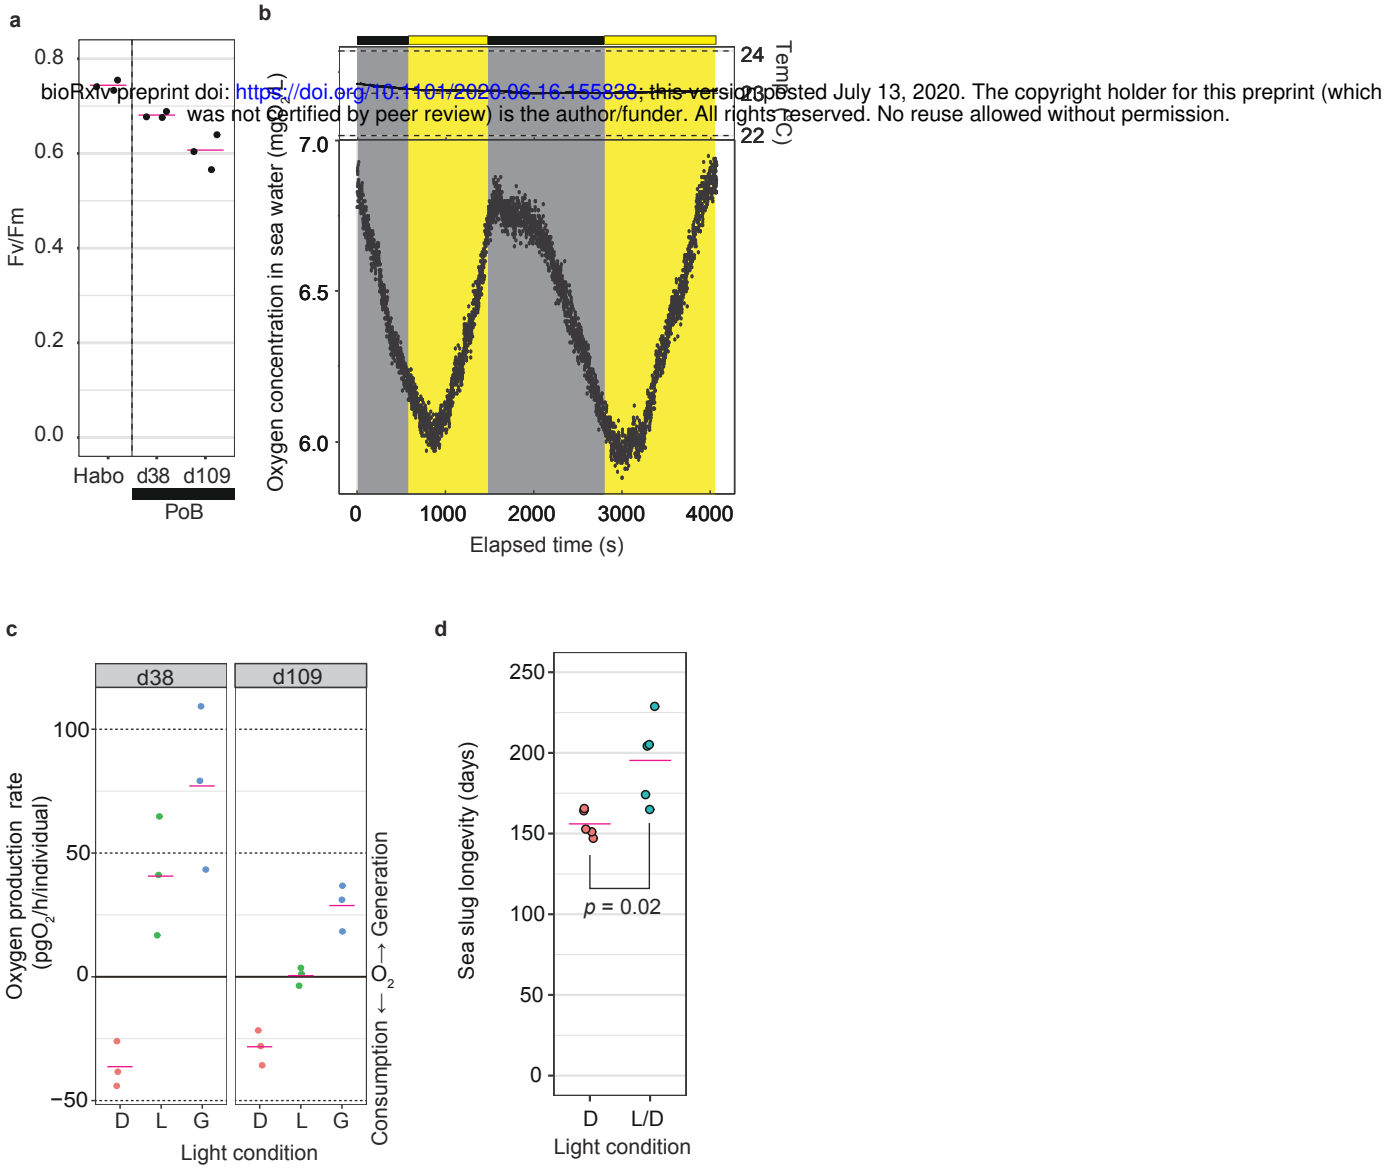 a
b
0.8
0.6
0.4
0.2
0.0
Fv/Fm
Habo d38 d109
PoB
bioRxiv preprint doi: https://doi.org/10.1101/2020.06.16.155838; this version posted July 13, 2020. The copyright holder for this preprint (which
was not certified by peer review) is the author/funder. All rights reserved. No reuse allowed without permission.
Oxygen concentration in sea water (mgO2/L)
7.0
6.5
6.0
24
23
22
Temp. (°C)
0 1000 2000 3000 4000
Elapsed time (s)
c
d38 d109
100
50
0
−50
Oxygen production rate
(pgO2/h/individual)
Consumption ← O2 → Generation
D L G D L G
Light condition
d
250
200
150
100
50
0
Sea slug longevity (days)
p = 0.02
D L/D
Light condition